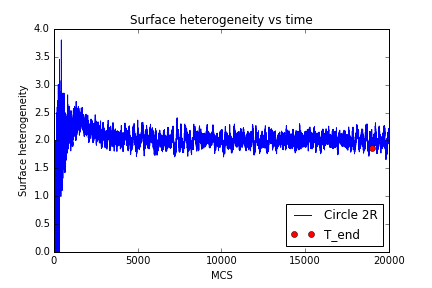 Surface heterogeneity vs time
Surface heterogeneity
4.0
3.5
3.0
2.5
2.0
1.5
1.0
0.5
0.0
0
5000
10000
15000
20000
MCS
Circle 2R
T_end